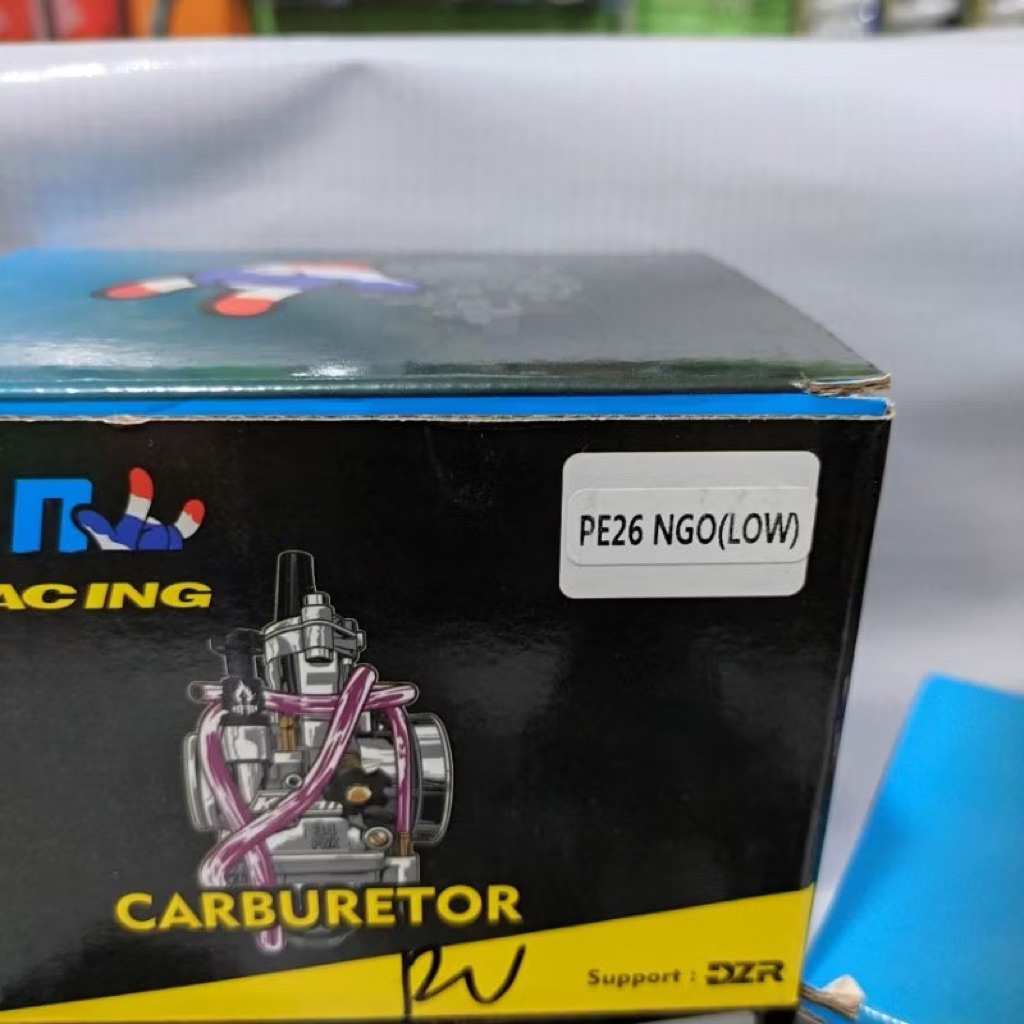 PE26 NGO(LOW)
ACING
CARBURETOR
Support : DZR